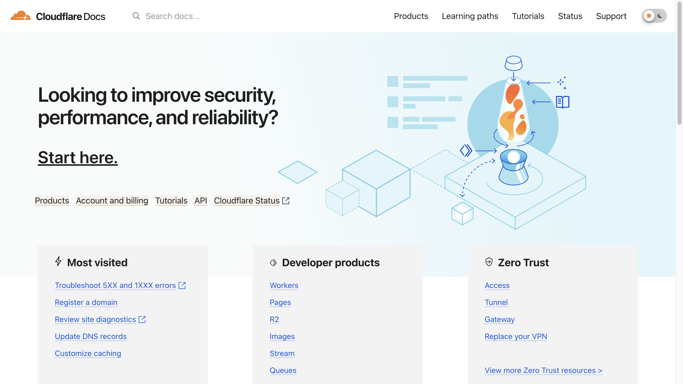 Cloudflare Docs
Search docs...
Products Learning paths Tutorials Status Support
Looking to improve security,
performance, and reliability?
Start here.
Products Account and billing Tutorials API Cloudflare Status
Most visited
Troubleshoot 5XX and 1XXX errors
Register a domain
Review site diagnostics
Update DNS records
Customize caching
Developer products
Workers
Pages
R2
Images
Stream
Queues
Zero Trust
Access
Tunnel
Gateway
Replace your VPN
View more Zero Trust resources >